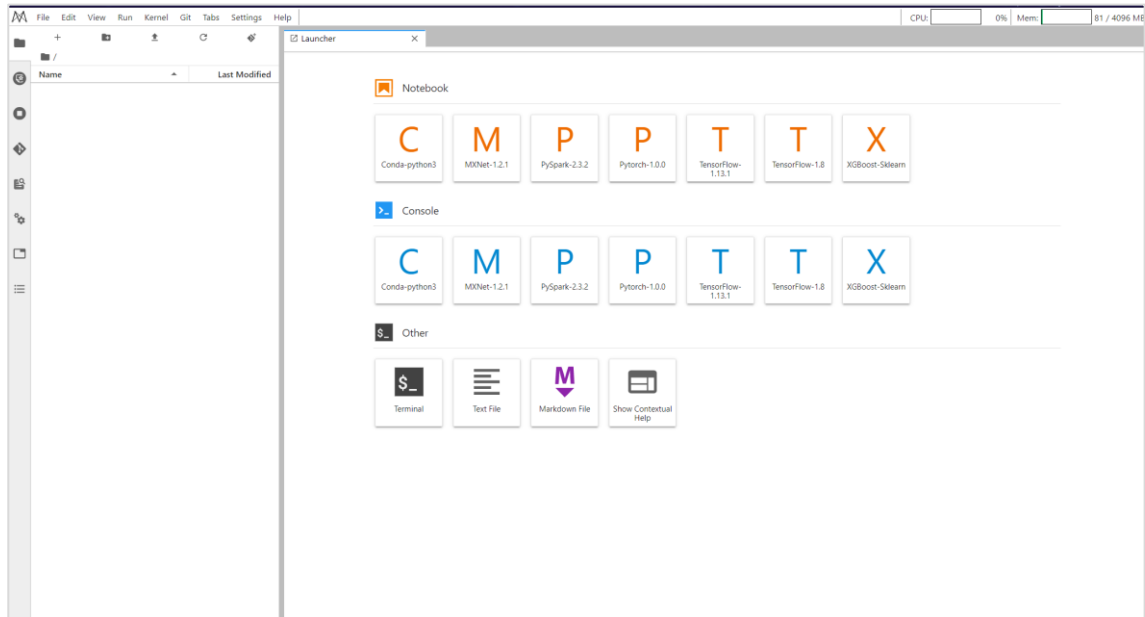 File Edit View Run Kernel Git Tabs Settings Help CPU: 0% Mem: 81 / 4096 MB
Launcher
/
Name Last Modified
Notebook
C M P P T T X
Conda-python3 MXNet-1.2.1 PySpark-2.3.2 Pytorch-1.0.0 TensorFlow- TensorFlow-1.8 XGBoost-Sklearn
1.13.1
Console
C M P P T T X
Conda-python3 MXNet-1.2.1 PySpark-2.3.2 Pytorch-1.0.0 TensorFlow- TensorFlow-1.8 XGBoost-Sklearn
1.13.1
$_ Other
$_ M
Terminal Text File Markdown File Show Contextual
Help